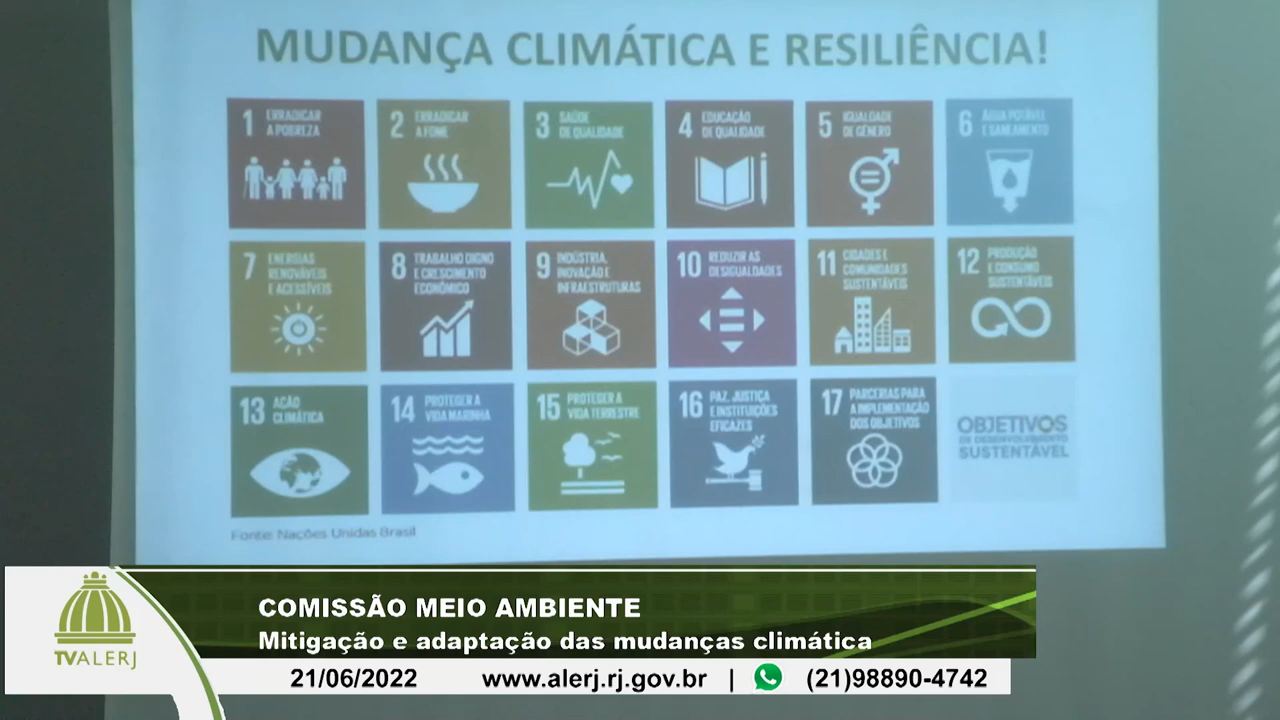 MUDANÇA CLIMÁTICA E RESILIÊNCIA!
1 ERRADICAR
A POBREZA
2 ERRADICAR
A FOME
3 SAÚDE
DE QUALIDADE
4 EDUCAÇÃO
DE QUALIDADE
5 IGUALDADE
DE GÉNERO
6 ÁGUA POTÁVEL
E SANEAMENTO
7 ENERGIAS
RENOVÁVEIS
E ACESSÍVEIS
8 TRABALHO DIGNO
E CRESCIMENTO
ECONÓMICO
9 INDÚSTRIA,
INOVAÇÃO E
INFRAESTRUTURAS
10 REDUZIR AS
DESIGUALDADES
11 CIDADES E
COMUNIDADES
SUSTENTÁVEIS
12 PRODUÇÃO
E CONSUMO
SUSTENTÁVEIS
13 AÇÃO
CLIMÁTICA
14 PROTEGER A
VIDA MARINHA
15 PROTEGER A
VIDA TERRESTRE
16 PAZ, JUSTIÇA
E INSTITUIÇÕES
EFICAZES
17 PARCERIAS PARA
A IMPLEMENTAÇÃO
DOS OBJETIVOS
OBJETIVOS
DE DESENVOLVIMENTO
SUSTENTÁVEL
Fonte: Nações Unidas Brasil
COMISSÃO MEIO AMBIENTE
Mitigação e adaptação das mudanças climática
TVALERJ
21/06/2022 www.alerj.rj.gov.br | (21)98890-4742